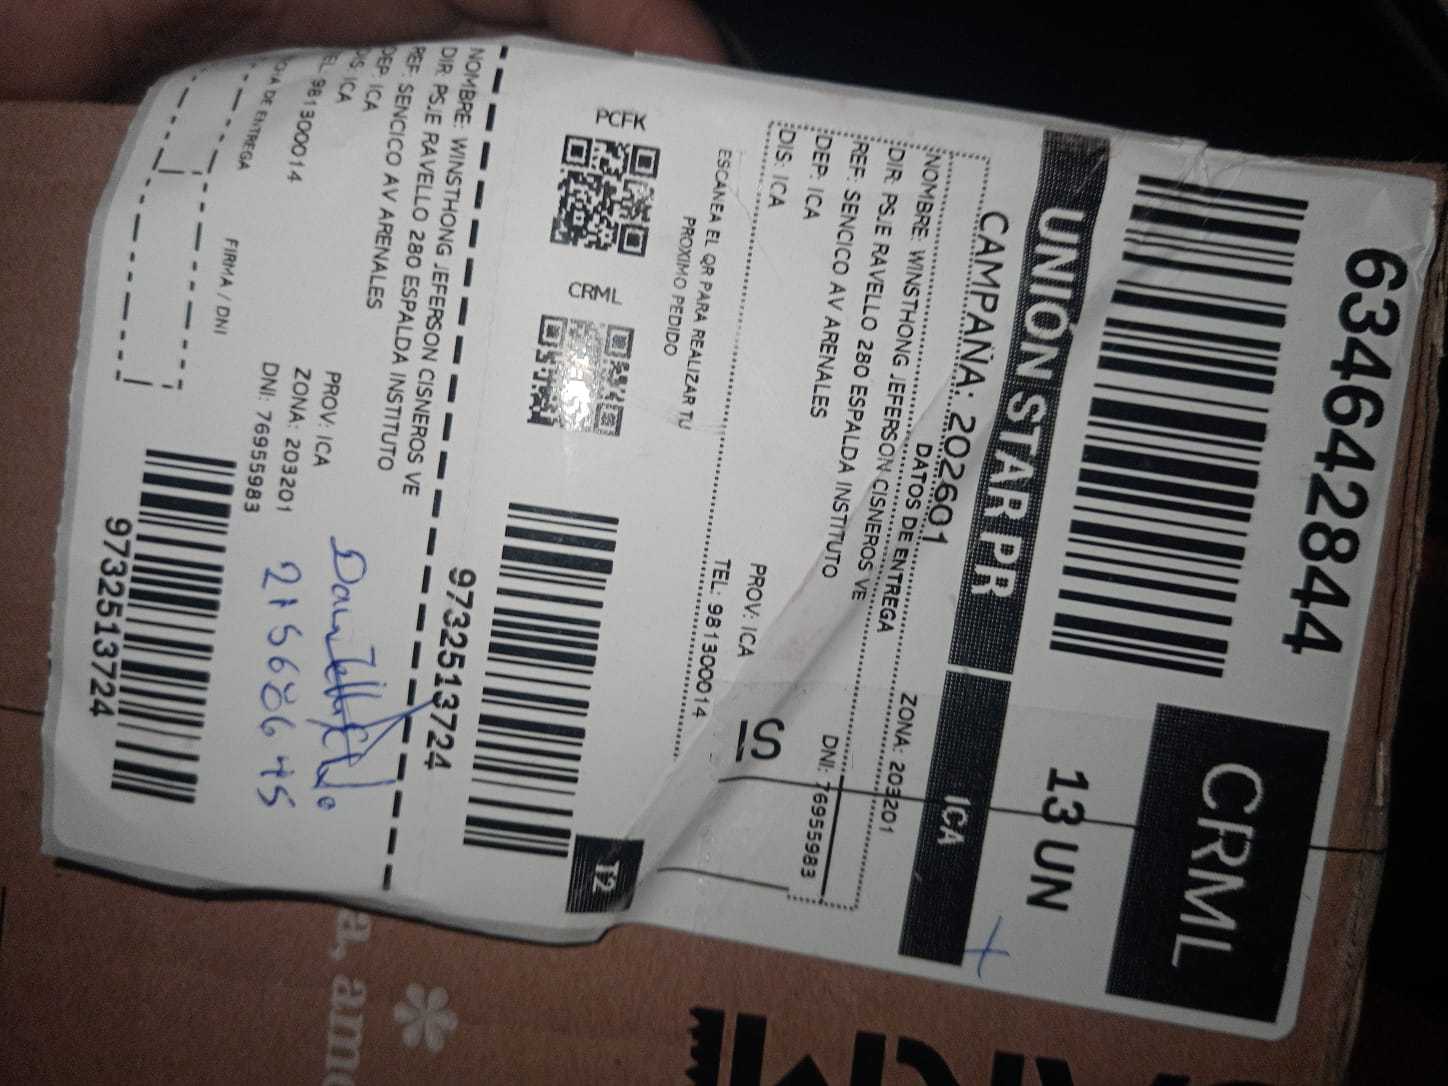 634642844
CRML
13 UN
UNIÓN STAR PR
ICA
CAMPAÑA: 202601
DATOS DE ENTREGA
ZONA: 203201
NOMBRE: WINSTHONG JEFERSON CISNEROS VE
DIR: PSJE RAVELLO 280 ESPALDA INSTITUTO
DNI: 76955983
REF: SENCICO AV ARENALES
DEP: ICA
PROV: ICA
DIS: ICA
TEL: 981300014
S
ESCANEA EL QR PARA REALIZAR TU
PROXIMO PEDIDO
PCFK
CRML
T2
9732513724
NOMBRE: WINSTHONG JEFERSON CISNEROS VE
DIR: PSJE RAVELLO 280 ESPALDA INSTITUTO
REF: SENCICO AV ARENALES
DEP: ICA
PROV: ICA
DIS: ICA
ZONA: 203201
TEL: 981300014
DNI: 76955983
DE ENTREGA
FIRMA / DNI
21568645
9732513724